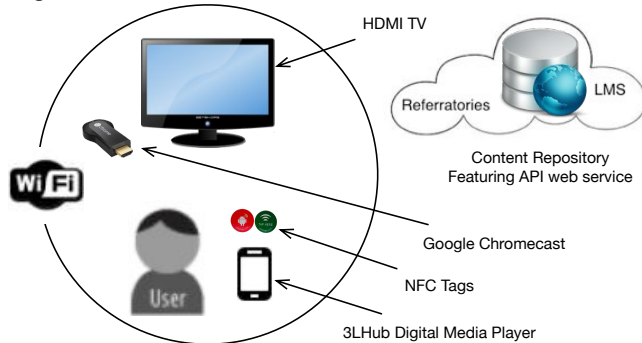 HDMI TV
Referratories
LMS
Content Repository
Featuring API web service
Wi Fi
Google Chromecast
NFC Tags
User
3LHub Digital Media Player